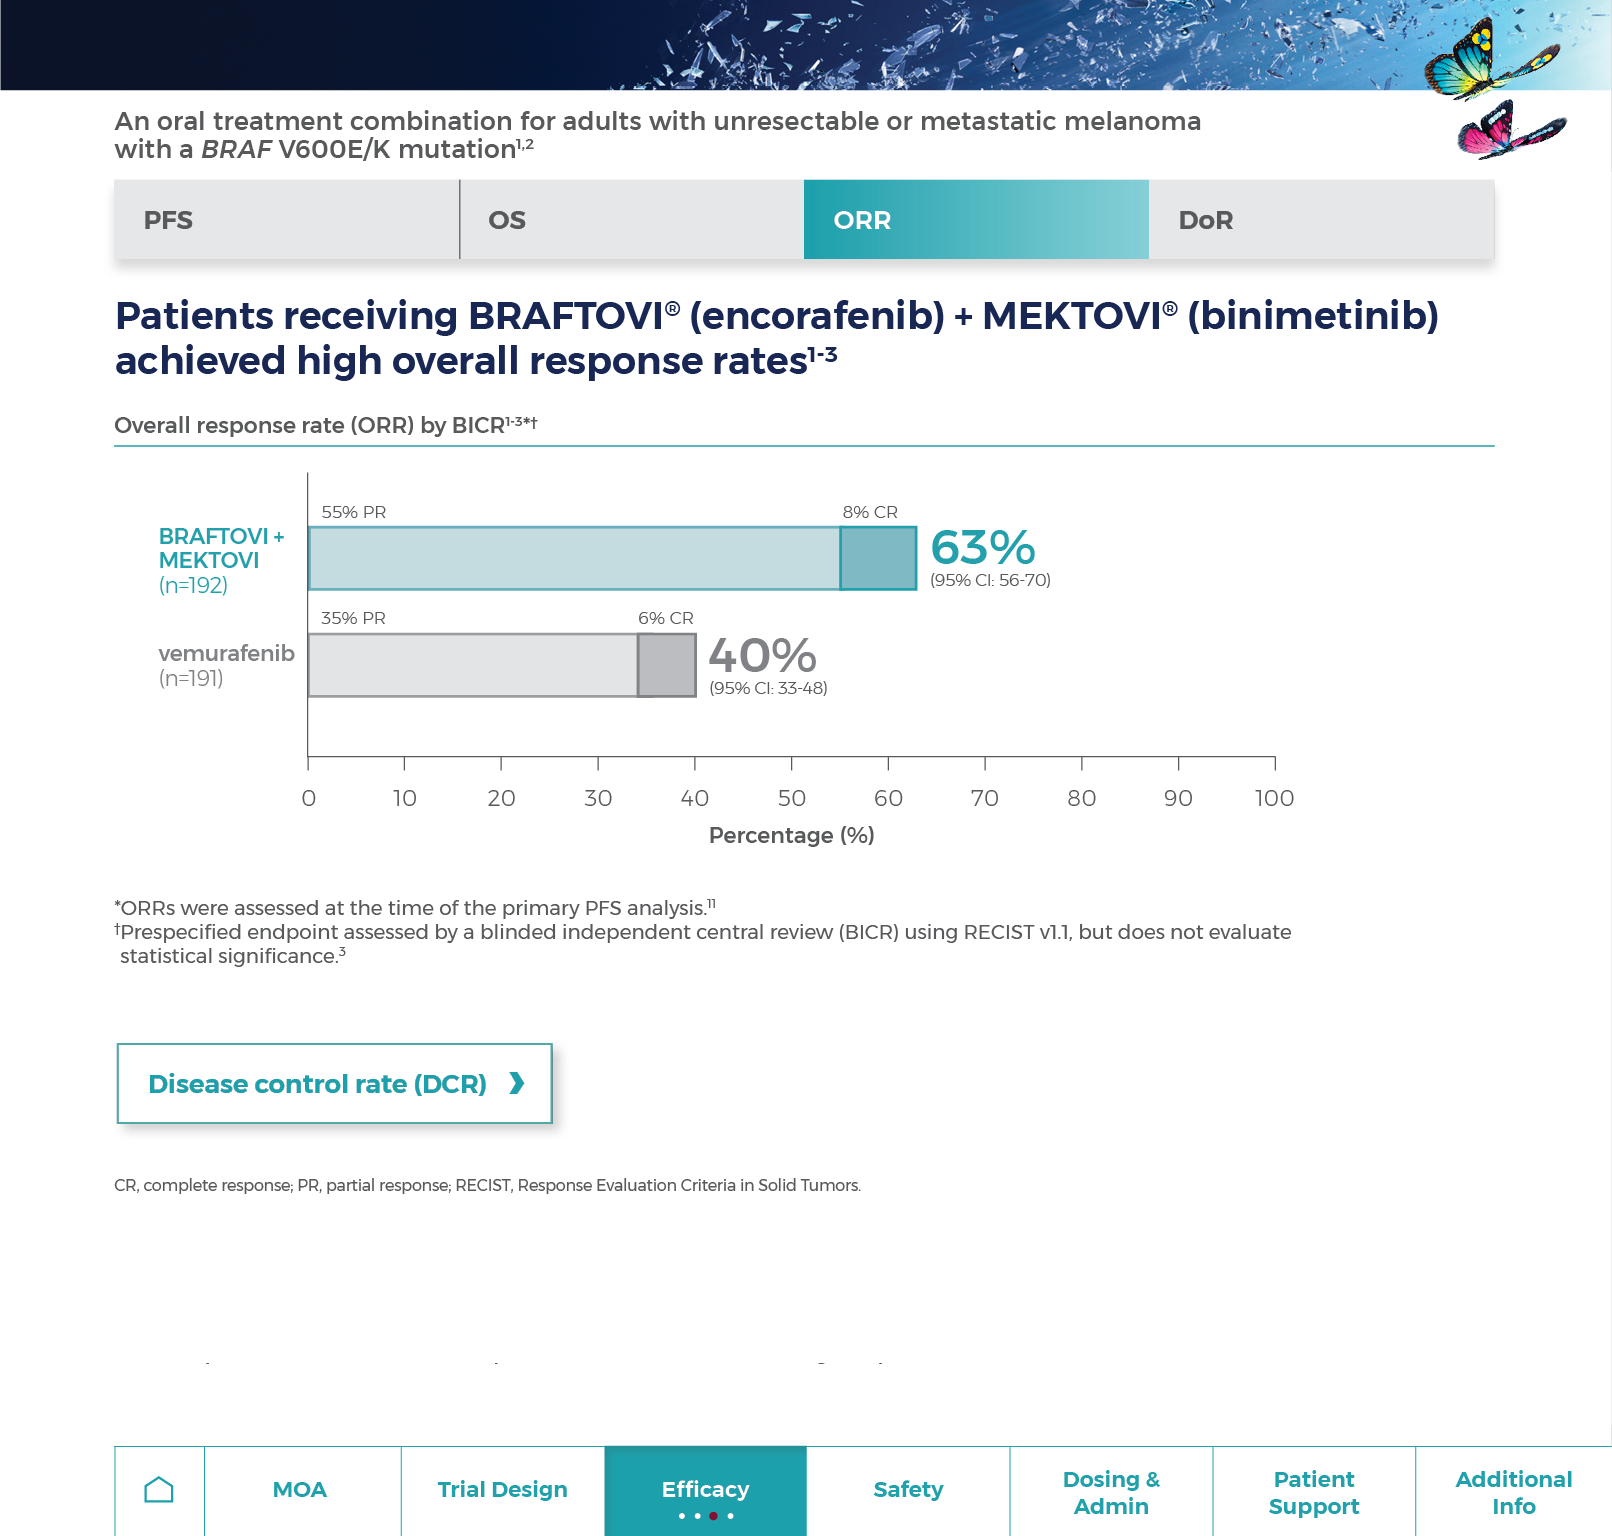 An oral treatment combination for adults with unresectable or metastatic melanoma
with a BRAF V600E/K mutation1,2
PFS
OS
ORR
DoR
Patients receiving BRAFTOVI® (encorafenib) + MEKTOVI® (binimetinib)
achieved high overall response rates1-3
Overall response rate (ORR) by BICR1-3*†
55% PR
8% CR
BRAFTOVI +
MEKTOVI
(n=192)
63%
(95% CI: 56-70)
35% PR
6% CR
vemurafenib
(n=191)
40%
(95% CI: 33-48)
0 10 20 30 40 50 60 70 80 90 100
Percentage (%)
*ORRs were assessed at the time of the primary PFS analysis.11
†Prespecified endpoint assessed by a blinded independent central review (BICR) using RECIST v1.1, but does not evaluate
statistical significance.3
Disease control rate (DCR) ❯
CR, complete response; PR, partial response; RECIST, Response Evaluation Criteria in Solid Tumors.
MOA
Trial Design
Efficacy
Safety
Dosing &
Admin
Patient
Support
Additional
Info